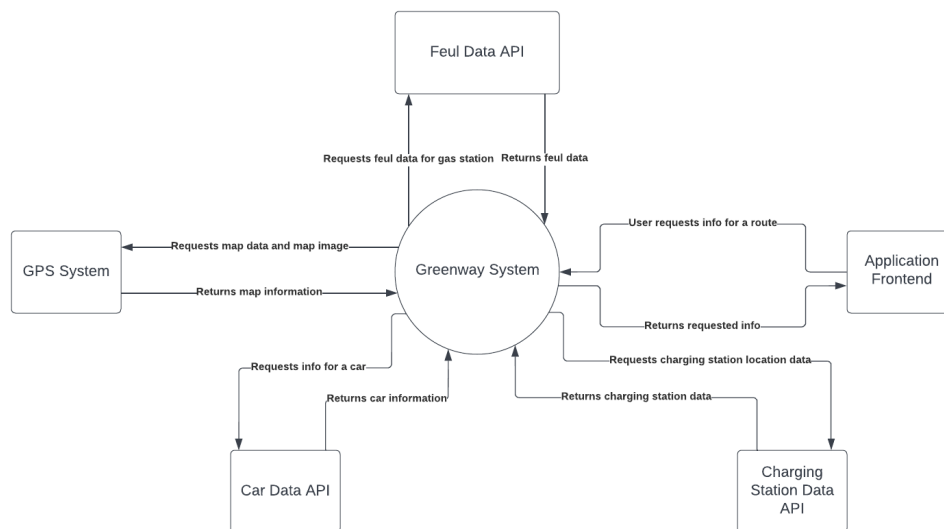 Feul Data API
Requests feul data for gas station
Returns feul data
User requests info for a route
Requests map data and map image
GPS System
Greenway System
Application
Frontend
Returns map information
Returns requested info
Requests info for a car
Requests charging station location data
Returns car information
Returns charging station data
Car Data API
Charging
Station Data
API